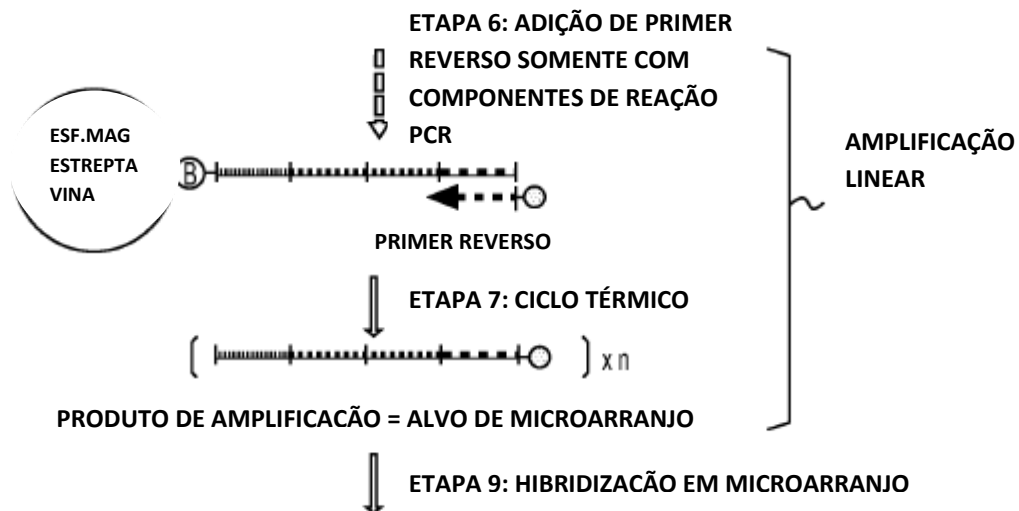 ETAPA 6: ADIÇÃO DE PRIMER
REVERSO SOMENTE COM
COMPONENTES DE REAÇÃO
PCR
ESF.MAG
ESTREPTA
VINA
B
AMPLIFICAÇÃO
LINEAR
PRIMER REVERSO
ETAPA 7: CICLO TÉRMICO
x n
PRODUTO DE AMPLIFICACÃO = ALVO DE MICROARRANJO
ETAPA 9: HIBRIDIZACÃO EM MICROARRANJO